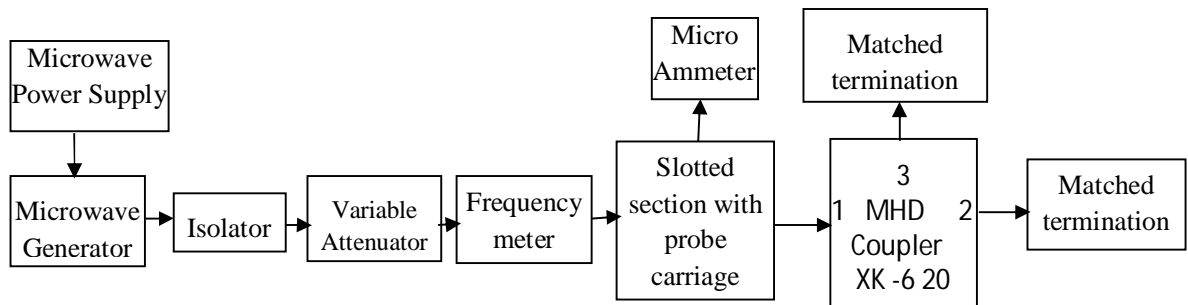 Microwave
Power Supply
Microwave
Generator
Isolator
Variable
Attenuator
Frequency
meter
Micro
Ammeter
Slotted
section with
probe
carriage
Matched
termination
3
1 MHD 2
Coupler
XK -6 20
Matched
termination